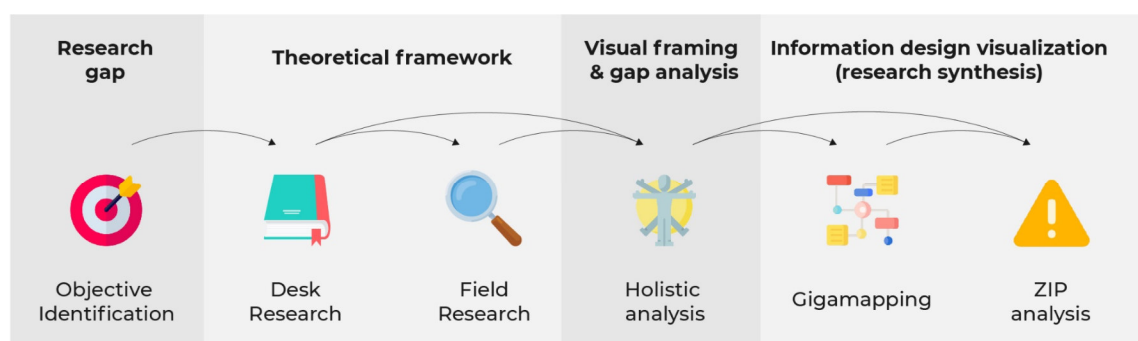 Research
gap
Theoretical framework
Visual framing
& gap analysis
Information design visualization
(research synthesis)
Objective
Identification
Desk
Research
Field
Research
Holistic
analysis
Gigamapping
ZIP
analysis